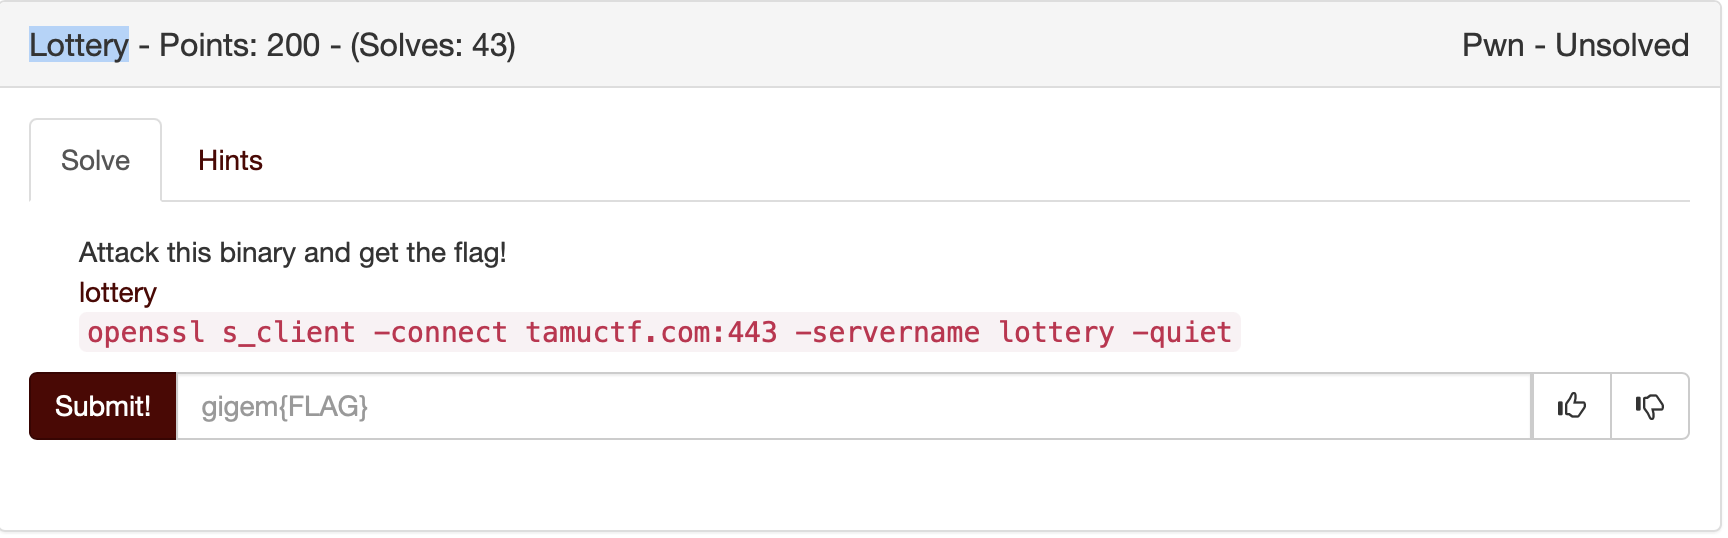 Lottery - Points: 200 - (Solves: 43)
Pwn - Unsolved
Solve
Hints
Attack this binary and get the flag!
lottery
openssl s_client -connect tamuctf.com:443 -servername lottery -quiet
Submit!
gigem{FLAG}